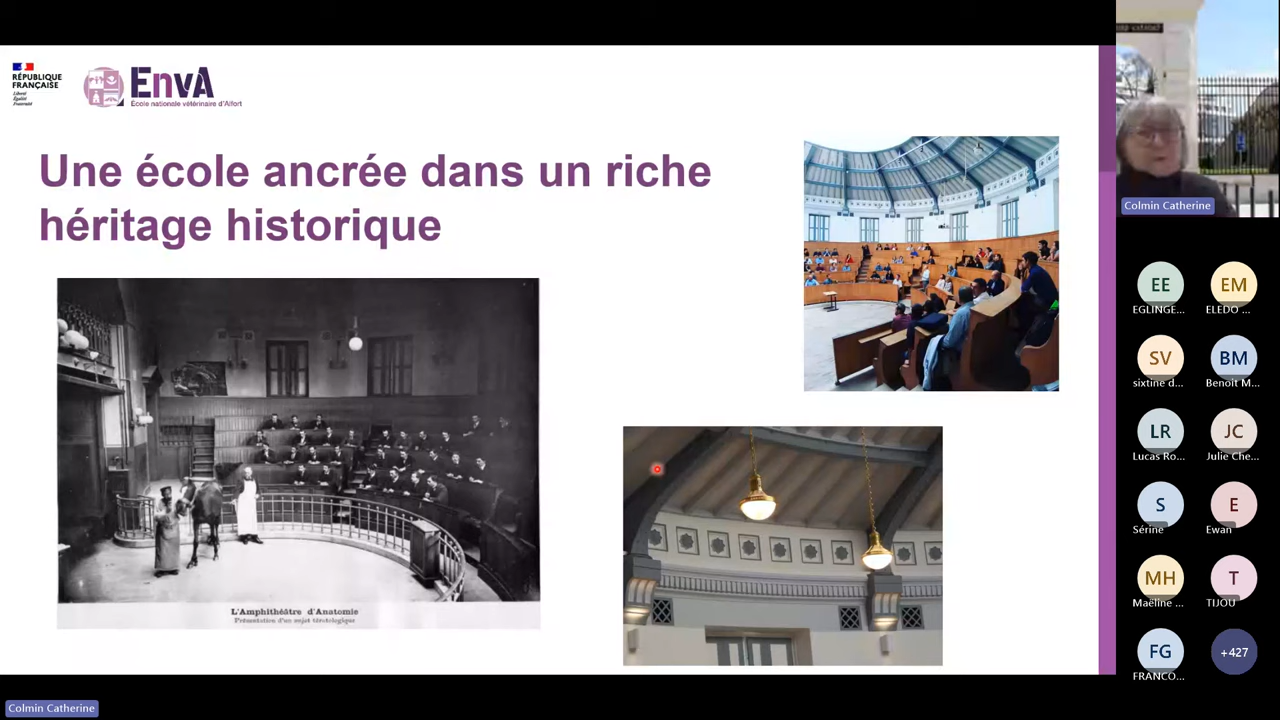 RÉPUBLIQUE
FRANÇAISE
Liberté
Égalité
Fraternité
EnvA
École nationale vétérinaire d'Alfort
Une école ancrée dans un riche
héritage historique
L'Amphithéâtre d'Anatomie
Présentation d'un sujet tératologique
Colmin Catherine
EE
EGLINGE...
EM
ELEDO ...
SV
sixtine d...
BM
Benoit M...
LR
Lucas Ro...
JC
Julie Che...
S
Sérine
E
Ewan
MH
Maëline ...
T
TIJOU
FG
FRANCO...
+427
Colmin Catherine